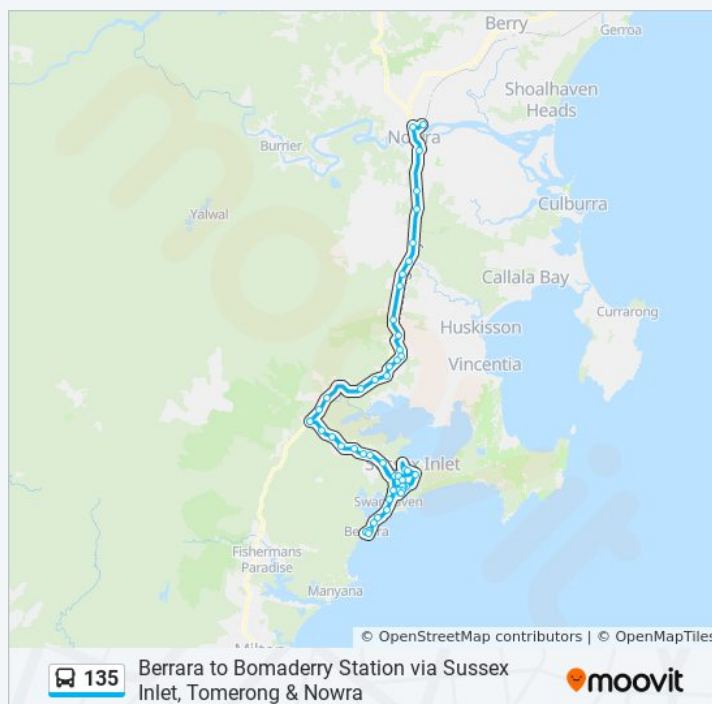 Berry
Gerroa
Shoalhaven
Heads
Nowra
Burrier
Yalwal
Culburra
Callala Bay
Currarong
Huskisson
Vincentia
Sussex Inlet
Swanhaven
Berrara
Fishermans
Paradise
Manyana
Milton
© OpenStreetMap contributors | © OpenMapTiles
135
Berrara to Bomaderry Station via Sussex
Inlet, Tomerong & Nowra
moovit